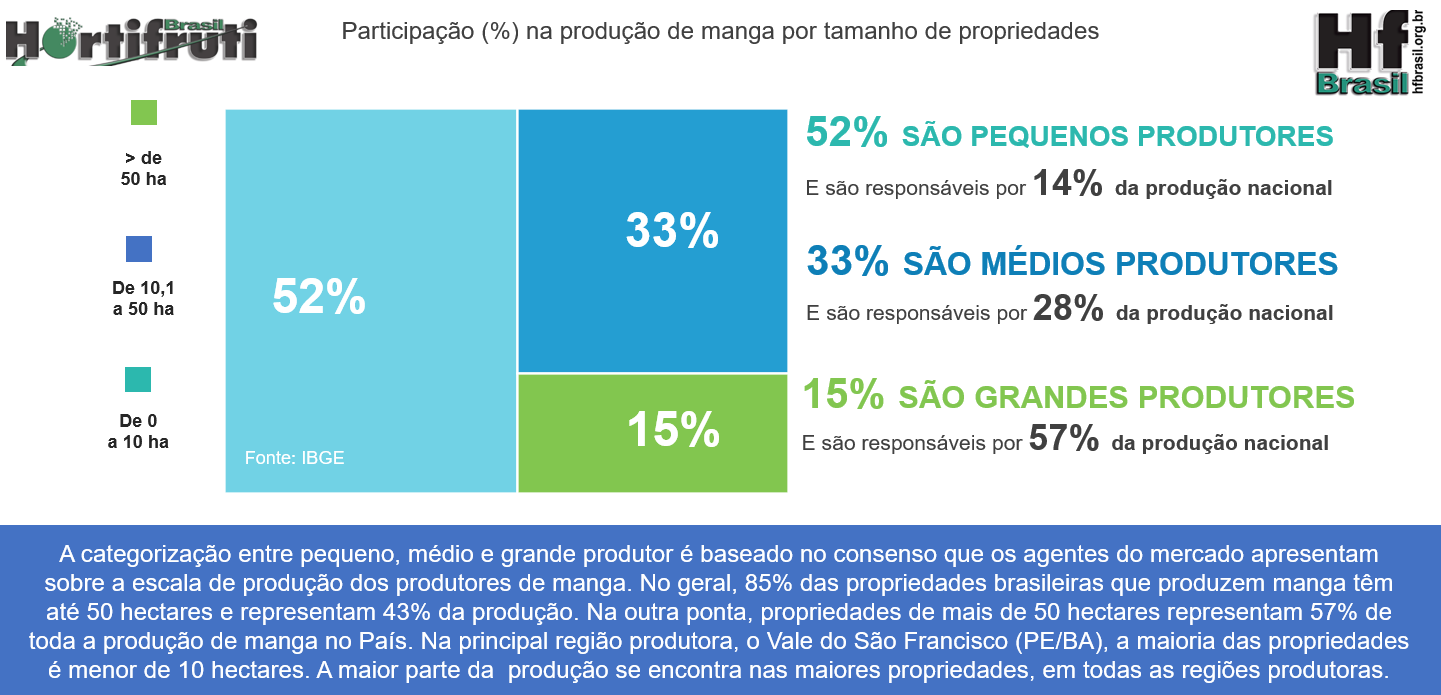 Hortifruti
Brasil
Participação (%) na produção de manga por tamanho de propriedades
Hf
Brasil
hfbrasil.org.br
> de
50 ha
De 10,1
a 50 ha
De 0
a 10 ha
52%
33%
15%
Fonte: IBGE
52% SÃO PEQUENOS PRODUTORES
E são responsáveis por 14% da produção nacional
33% SÃO MÉDIOS PRODUTORES
E são responsáveis por 28% da produção nacional
15% SÃO GRANDES PRODUTORES
E são responsáveis por 57% da produção nacional
A categorização entre pequeno, médio e grande produtor é baseado no consenso que os agentes do mercado apresentam
sobre a escala de produção dos produtores de manga. No geral, 85% das propriedades brasileiras que produzem manga têm
até 50 hectares e representam 43% da produção. Na outra ponta, propriedades de mais de 50 hectares representam 57% de
toda a produção de manga no País. Na principal região produtora, o Vale do São Francisco (PE/BA), a maioria das propriedades
é menor de 10 hectares. A maior parte da produção se encontra nas maiores propriedades, em todas as regiões produtoras.